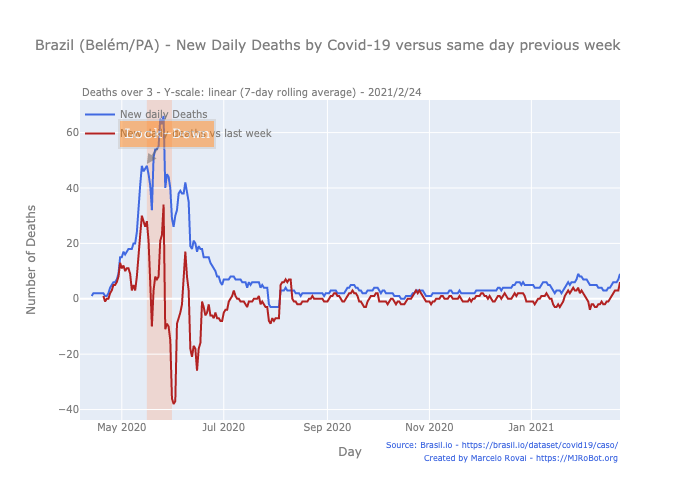 Brazil (Belém/PA) - New Daily Deaths by Covid-19 versus same day previous week
Deaths over 3 - Y-scale: linear (7-day rolling average) - 2021/2/24
New daily Deaths
New daily deaths vs last week
60
40
20
0
−20
−40
Number of Deaths
May 2020
Jul 2020
Sep 2020
Nov 2020
Jan 2021
Day
Source: Brasil.io - https://brasil.io/dataset/covid19/caso/
Created by Marcelo Rovai - https://MJRoBot.org